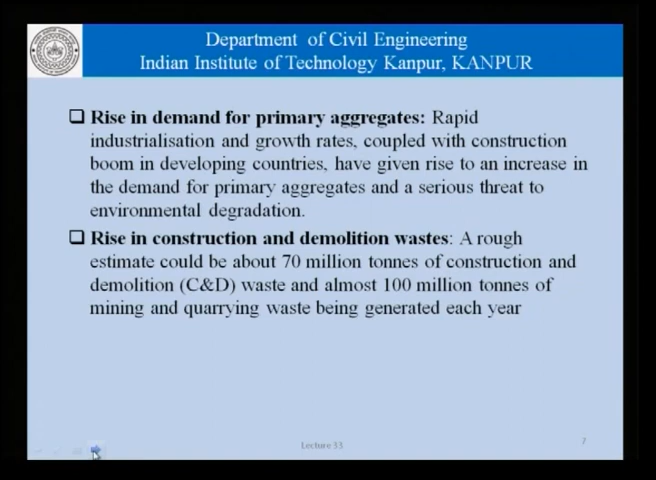 Department of Civil Engineering
Indian Institute of Technology Kanpur, KANPUR
Rise in demand for primary aggregates: Rapid
industrialisation and growth rates, coupled with construction
boom in developing countries, have given rise to an increase in
the demand for primary aggregates and a serious threat to
environmental degradation.
Rise in construction and demolition wastes: A rough
estimate could be about 70 million tonnes of construction and
demolition (C&D) waste and almost 100 million tonnes of
mining and quarrying waste being generated each year
Lecture 33
7